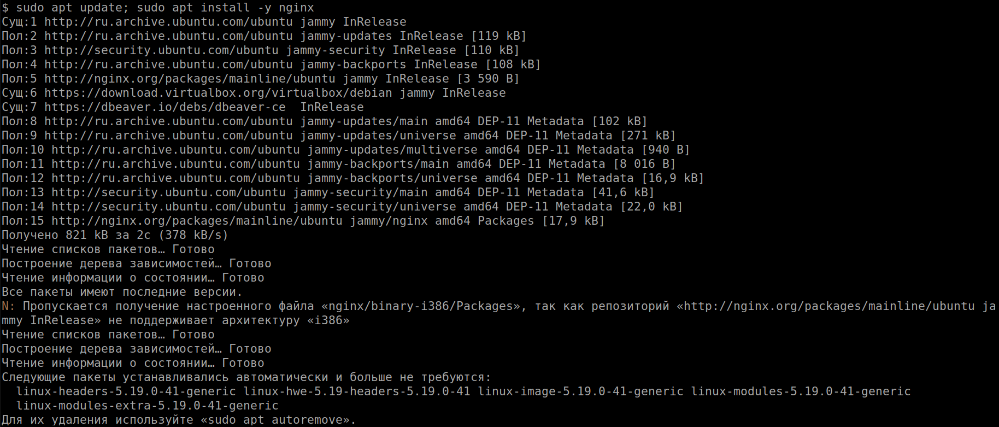 $ sudo apt update; sudo apt install -y nginx
Сущ:1 http://ru.archive.ubuntu.com/ubuntu jammy InRelease
Пол:2 http://ru.archive.ubuntu.com/ubuntu jammy-updates InRelease [119 kB]
Пол:3 http://security.ubuntu.com/ubuntu jammy-security InRelease [110 kB]
Пол:4 http://ru.archive.ubuntu.com/ubuntu jammy-backports InRelease [108 kB]
Пол:5 http://nginx.org/packages/mainline/ubuntu jammy InRelease [3 590 B]
Сущ:6 https://download.virtualbox.org/virtualbox/debian jammy InRelease
Сущ:7 https://dbeaver.io/debs/dbeaver-ce  InRelease
Пол:8 http://ru.archive.ubuntu.com/ubuntu jammy-updates/main amd64 DEP-11 Metadata [102 kB]
Пол:9 http://ru.archive.ubuntu.com/ubuntu jammy-updates/universe amd64 DEP-11 Metadata [271 kB]
Пол:10 http://ru.archive.ubuntu.com/ubuntu jammy-updates/multiverse amd64 DEP-11 Metadata [940 B]
Пол:11 http://ru.archive.ubuntu.com/ubuntu jammy-backports/main amd64 DEP-11 Metadata [8 016 B]
Пол:12 http://ru.archive.ubuntu.com/ubuntu jammy-backports/universe amd64 DEP-11 Metadata [16,9 kB]
Пол:13 http://security.ubuntu.com/ubuntu jammy-security/main amd64 DEP-11 Metadata [41,6 kB]
Пол:14 http://security.ubuntu.com/ubuntu jammy-security/universe amd64 DEP-11 Metadata [22,0 kB]
Пол:15 http://nginx.org/packages/mainline/ubuntu jammy/nginx amd64 Packages [17,9 kB]
Получено 821 kB за 2с (378 kB/s)
Чтение списков пакетов… Готово
Построение дерева зависимостей… Готово
Чтение информации о состоянии… Готово
Все пакеты имеют последние версии.
N: Пропускается получение настроенного файла «nginx/binary-i386/Packages», так как репозиторий «http://nginx.org/packages/mainline/ubuntu ja
mmy InRelease» не поддерживает архитектуру «i386»
Чтение списков пакетов… Готово
Построение дерева зависимостей… Готово
Чтение информации о состоянии… Готово
Следующие пакеты устанавливались автоматически и больше не требуются:
  linux-headers-5.19.0-41-generic linux-hwe-5.19-headers-5.19.0-41 linux-image-5.19.0-41-generic linux-modules-5.19.0-41-generic
  linux-modules-extra-5.19.0-41-generic
Для их удаления используйте «sudo apt autoremove».